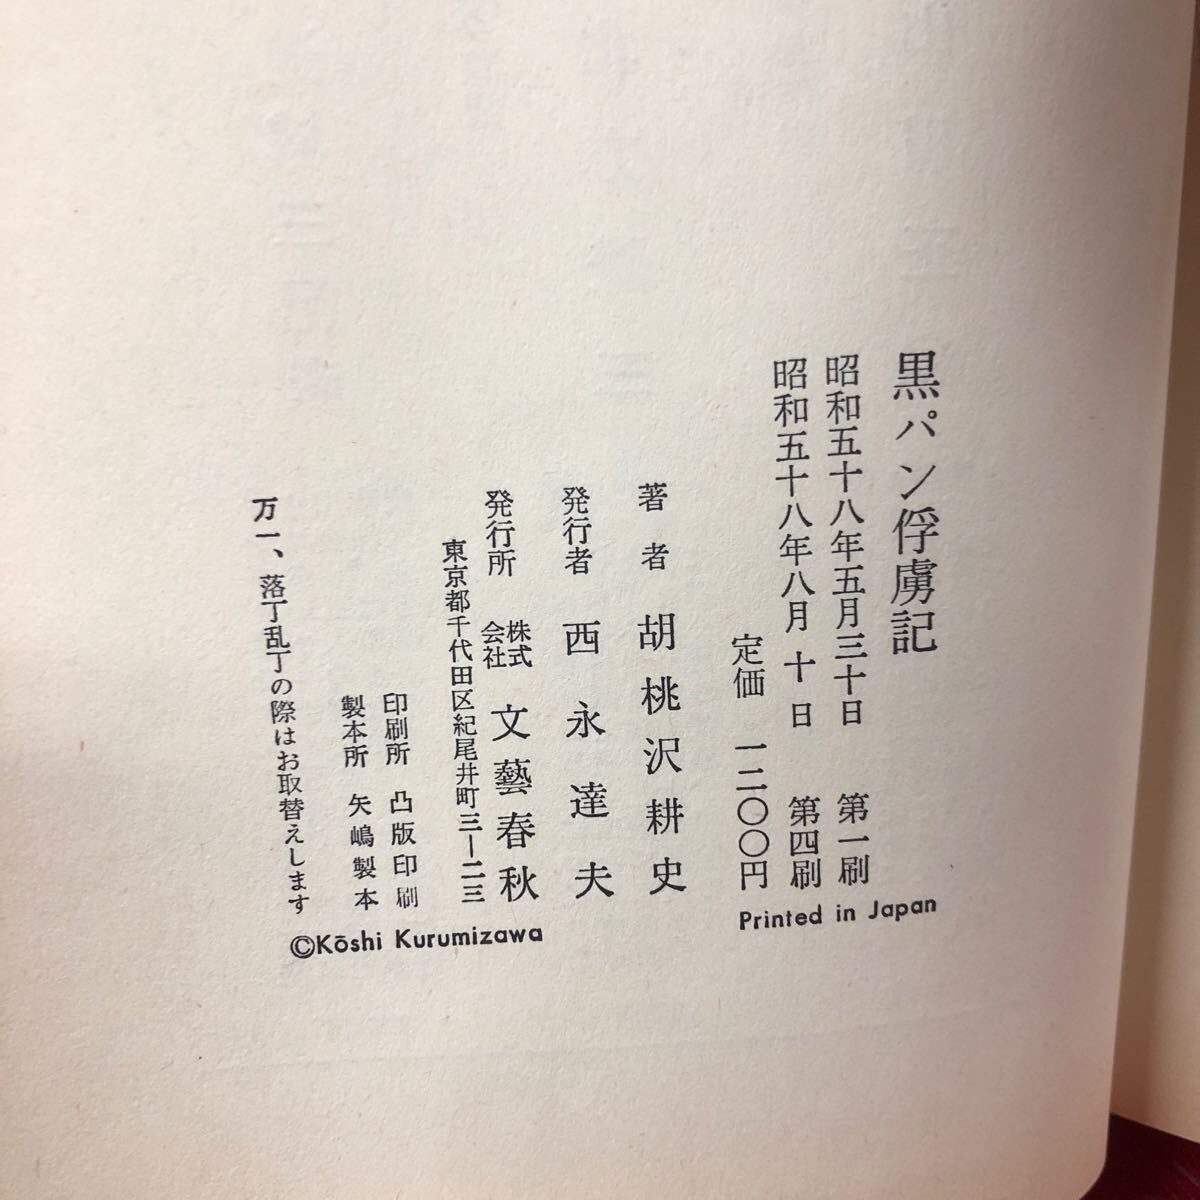 黒パン俘虜記
昭和五十八年五月三十日 第一刷
昭和五十八年八月十日 第四刷
定価 一二〇〇円
Printed in Japan
著者 胡桃沢耕史
発行者 西永達夫
発行所 株式会社 文藝春秋
東京都千代田区紀尾井町三ー二三
印刷所 凸版印刷
製本所 矢嶋製本
万一、落丁乱丁の際はお取替えします
©Kōshi Kurumizawa